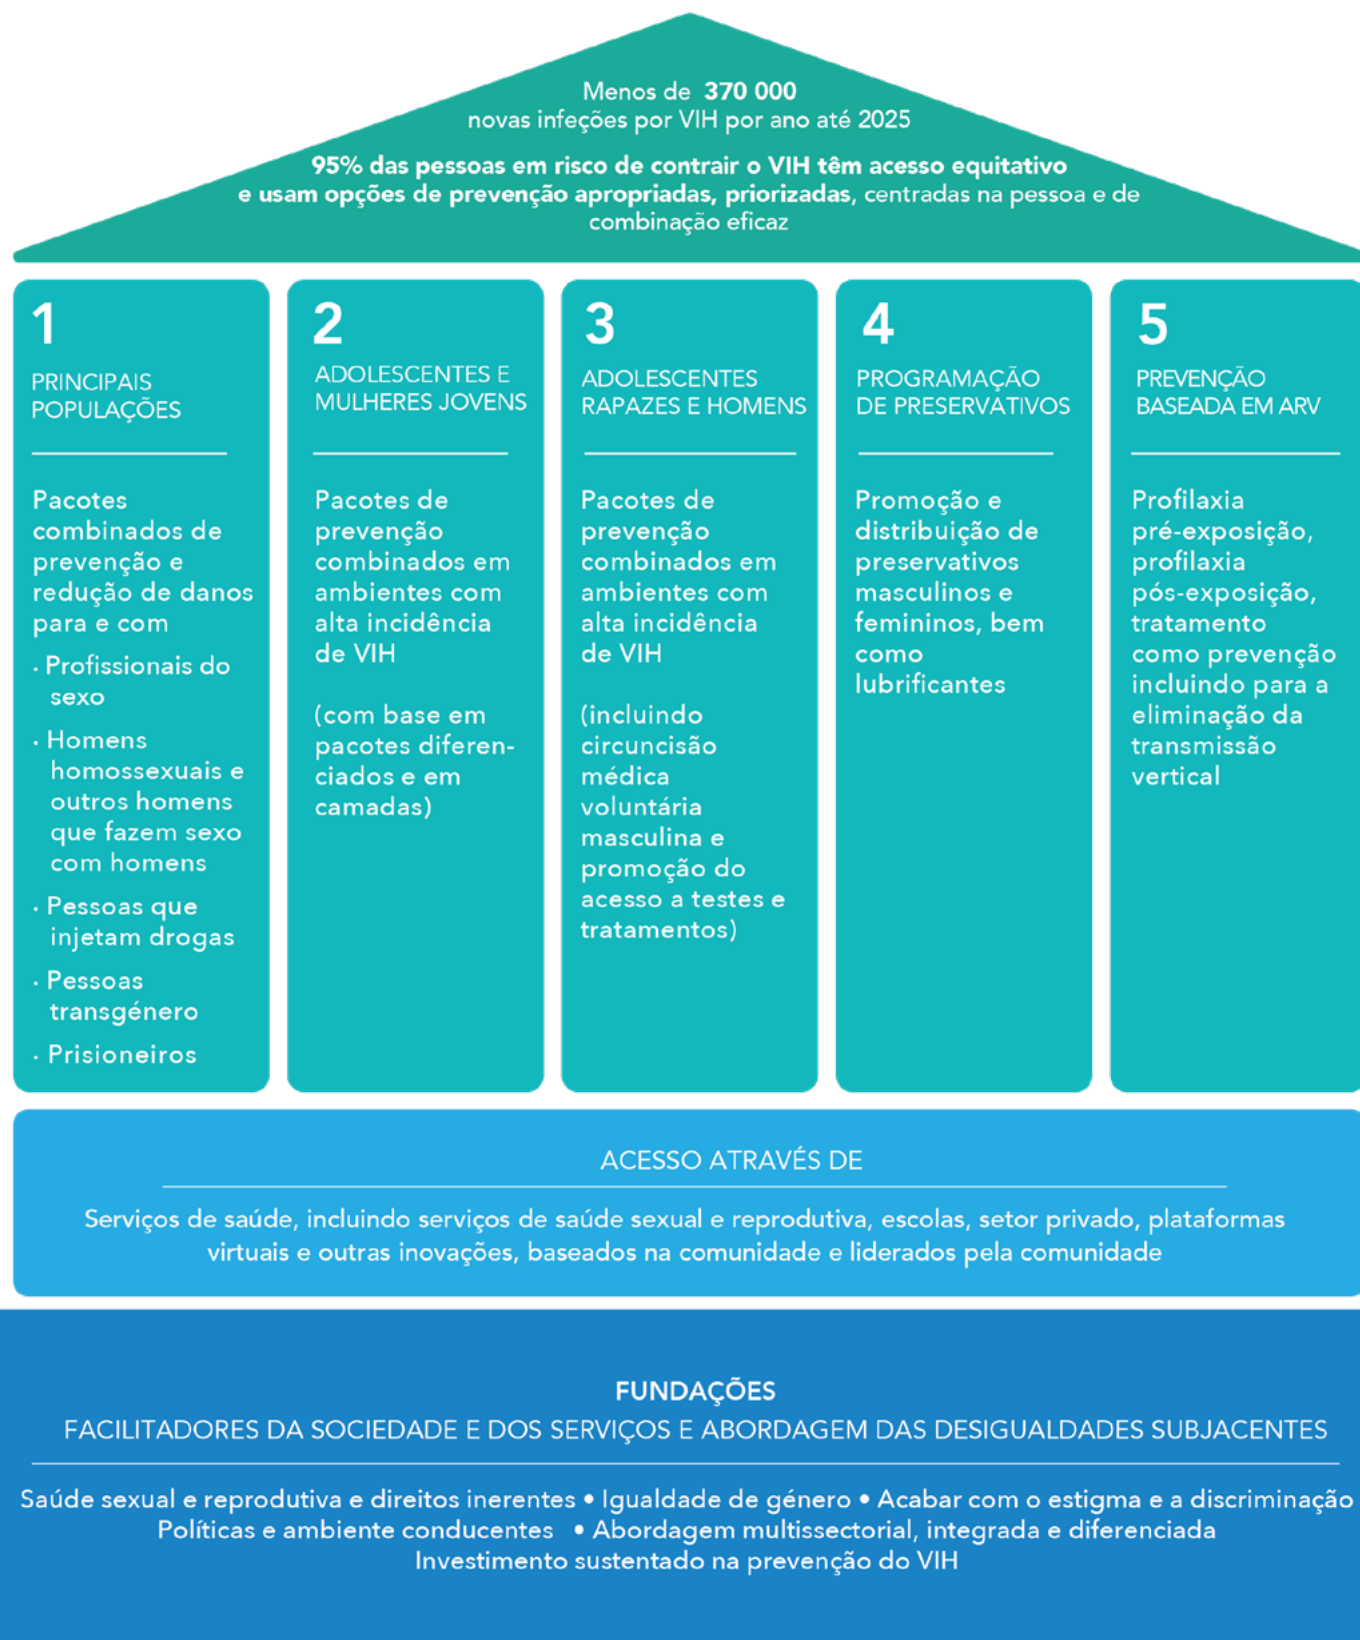 Menos de 370 000
novas infeções por VIH por ano até 2025
95% das pessoas em risco de contrair o VIH têm acesso equitativo
e usam opções de prevenção apropriadas, priorizadas, centradas na pessoa e de
combinação eficaz
1
PRINCIPAIS
POPULAÇÕES
Pacotes
combinados de
prevenção e
redução de danos
para e com
· Profissionais do
sexo
· Homens
homossexuais e
outros homens
que fazem sexo
com homens
· Pessoas que
injetam drogas
· Pessoas
transgénero
· Prisioneiros
2
ADOLESCENTES E
MULHERES JOVENS
Pacotes de
prevenção
combinados em
ambientes com
alta incidência
de VIH
(com base em
pacotes diferen-
ciados e em
camadas)
3
ADOLESCENTES
RAPAZES E HOMENS
Pacotes de
prevenção
combinados em
ambientes com
alta incidência
de VIH
(incluindo
circuncisão
médica
voluntária
masculina e
promoção do
acesso a testes e
tratamentos)
4
PROGRAMAÇÃO
DE PRESERVATIVOS
Promoção e
distribuição de
preservativos
masculinos e
femininos, bem
como
lubrificantes
5
PREVENÇÃO
BASEADA EM ARV
Profilaxia
pré-exposição,
profilaxia
pós-exposição,
tratamento
como prevenção
incluindo para a
eliminação da
transmissão
vertical
ACESSO ATRAVÉS DE
Serviços de saúde, incluindo serviços de saúde sexual e reprodutiva, escolas, setor privado, plataformas
virtuais e outras inovações, baseados na comunidade e liderados pela comunidade
FUNDAÇÕES
FACILITADORES DA SOCIEDADE E DOS SERVIÇOS E ABORDAGEM DAS DESIGUALDADES SUBJACENTES
Saúde sexual e reprodutiva e direitos inerentes • Igualdade de género • Acabar com o estigma e a discriminação
Políticas e ambiente conducentes • Abordagem multissectorial, integrada e diferenciada
Investimento sustentado na prevenção do VIH